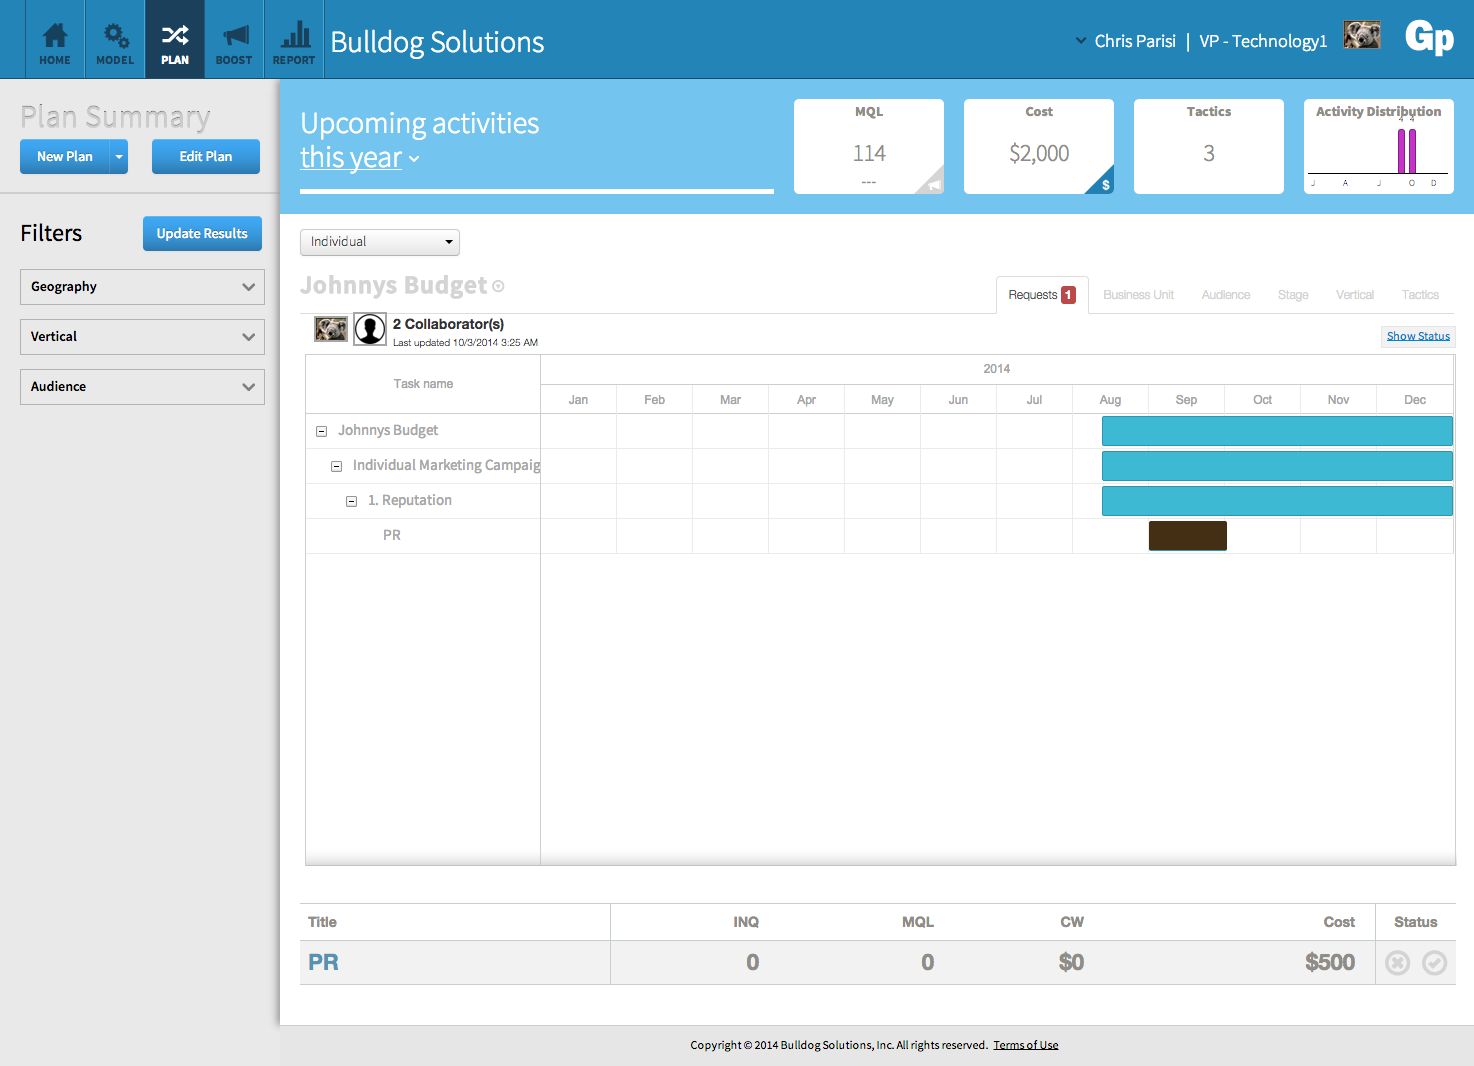 HOME
MODEL
PLAN
BOOST
REPORT
Bulldog Solutions
Chris Parisi | VP - Technology1
Gp
Plan Summary
New Plan
Edit Plan
Filters
Update Results
Geography
Vertical
Audience
Upcoming activities
this year
MQL
114
---
Cost
$2,000
$
Tactics
3
Activity Distribution
4 4
J A J O D
Individual
Johnnys Budget
Requests 1
Business Unit
Audience
Stage
Vertical
Tactics
2 Collaborator(s)
Last updated 10/3/2014 3:25 AM
Show Status
Task name
2014
Jan Feb Mar Apr May Jun Jul Aug Sep Oct Nov Dec
Johnnys Budget
Individual Marketing Campaig
1. Reputation
PR
Title INQ MQL CW Cost Status
PR 0 0 $0 $500
Copyright © 2014 Bulldog Solutions, Inc. All rights reserved. Terms of Use